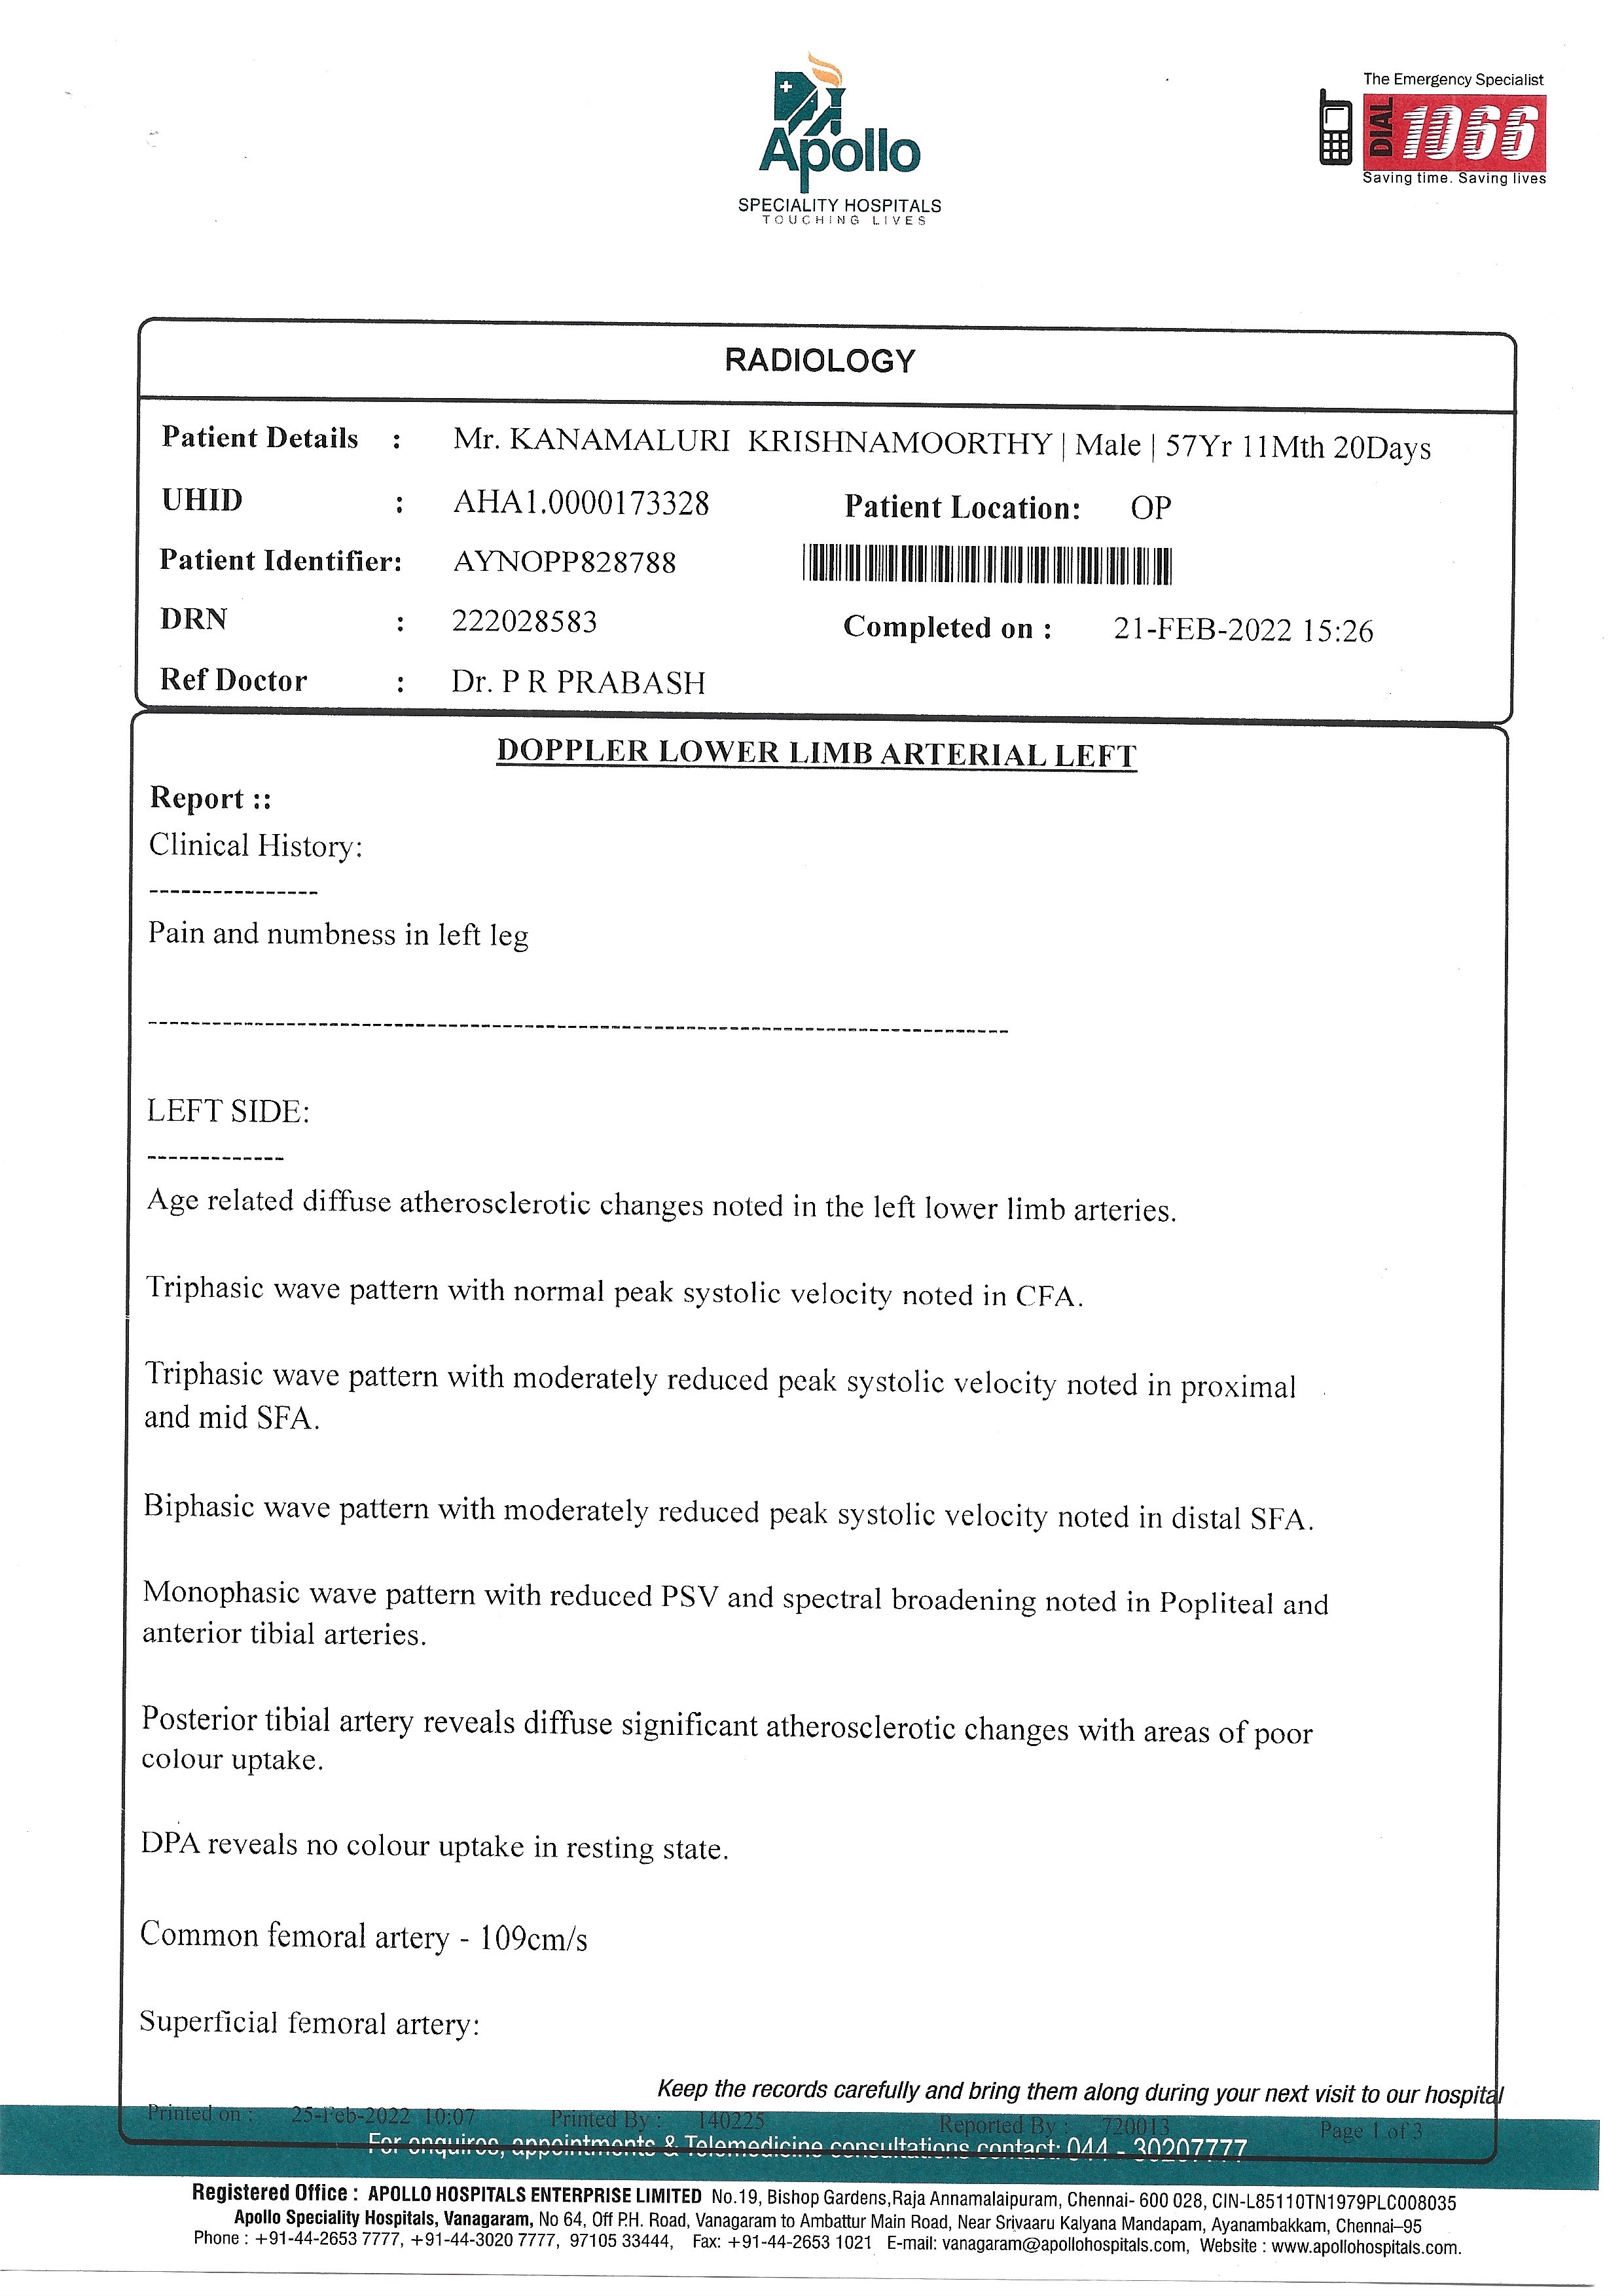 The Emergency Specialist
DIAL 1066
Saving time. Saving lives
Apollo
SPECIALITY HOSPITALS
TOUCHING LIVES
RADIOLOGY
Patient Details : Mr. KANAMALURI KRISHNAMOORTHY | Male | 57Yr 11Mth 20Days
UHID : AHA1.0000173328 Patient Location: OP
Patient Identifier: AYNOPP828788
DRN : 222028583 Completed on : 21-FEB-2022 15:26
Ref Doctor : Dr. P R PRABASH
DOPPLER LOWER LIMB ARTERIAL LEFT
Report ::
Clinical History:
----------------
Pain and numbness in left leg
----------------------------------------------------------------------------------
LEFT SIDE:
-------------
Age related diffuse atherosclerotic changes noted in the left lower limb arteries.
Triphasic wave pattern with normal peak systolic velocity noted in CFA.
Triphasic wave pattern with moderately reduced peak systolic velocity noted in proximal
and mid SFA.
Biphasic wave pattern with moderately reduced peak systolic velocity noted in distal SFA.
Monophasic wave pattern with reduced PSV and spectral broadening noted in Popliteal and
anterior tibial arteries.
Posterior tibial artery reveals diffuse significant atherosclerotic changes with areas of poor
colour uptake.
DPA reveals no colour uptake in resting state.
Common femoral artery - 109cm/s
Superficial femoral artery:
Keep the records carefully and bring them along during your next visit to our hospital
Printed on : 25-Feb-2022 10:07 Printed By : 140225 Reported By : 720013 Page 1 of 3
For enquires, appointments & Telemedicine consultations contact: 044 - 30207777
Registered Office : APOLLO HOSPITALS ENTERPRISE LIMITED No.19, Bishop Gardens,Raja Annamalaipuram, Chennai- 600 028, CIN-L85110TN1979PLC008035
Apollo Speciality Hospitals, Vanagaram, No 64, Off P.H. Road, Vanagaram to Ambattur Main Road, Near Srivaaru Kalyana Mandapam, Ayanambakkam, Chennai–95
Phone : +91-44-2653 7777, +91-44-3020 7777, 97105 33444, Fax: +91-44-2653 1021 E-mail: vanagaram@apollohospitals.com, Website : www.apollohospitals.com.